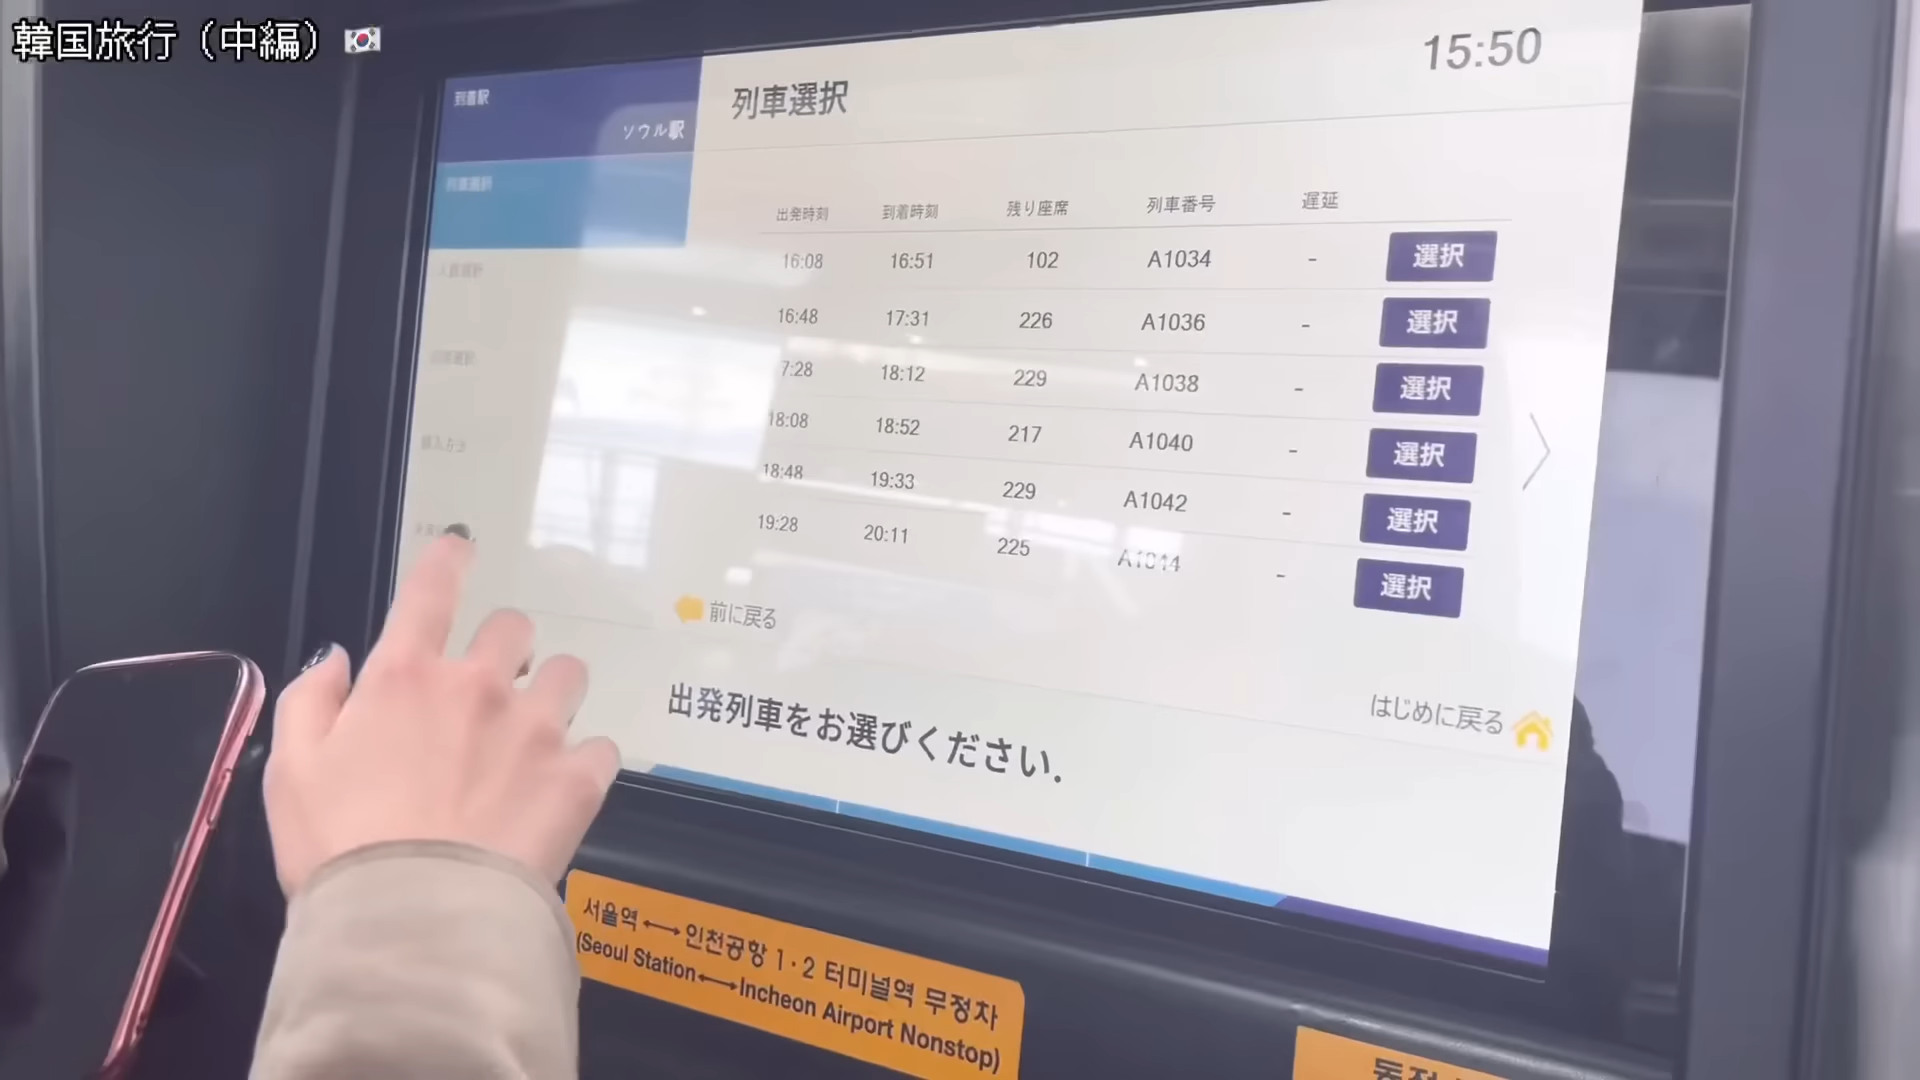 韓国旅行（中編）
到着駅
ソウル駅
列車選択
列車選択
15:50
出発時刻 到着時刻 残り座席 列車番号 遅延
16:08 16:51 102 A1034 - 選択
16:48 17:31 226 A1036 - 選択
7:28 18:12 229 A1038 - 選択
18:08 18:52 217 A1040 - 選択
18:48 19:33 229 A1042 - 選択
19:28 20:11 225 A1044 - 選択
前に戻る
はじめに戻る
出発列車をお選びください.
서울역⟷인천공항 1·2 터미널역 무정차
(Seoul Station⟷Incheon Airport Nonstop)